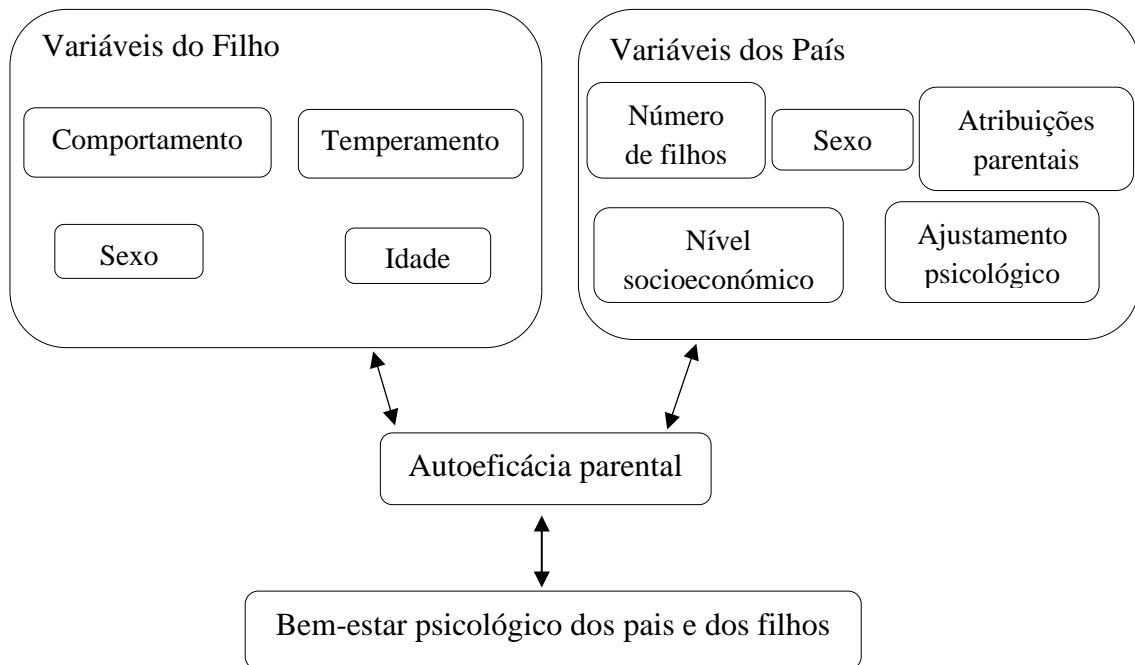 Variáveis do Filho
Comportamento
Temperamento
Sexo
Idade
Variáveis dos País
Número
de filhos
Sexo
Atribuições
parentais
Nível
socioeconómico
Ajustamento
psicológico
Autoeficácia parental
Bem-estar psicológico dos pais e dos filhos